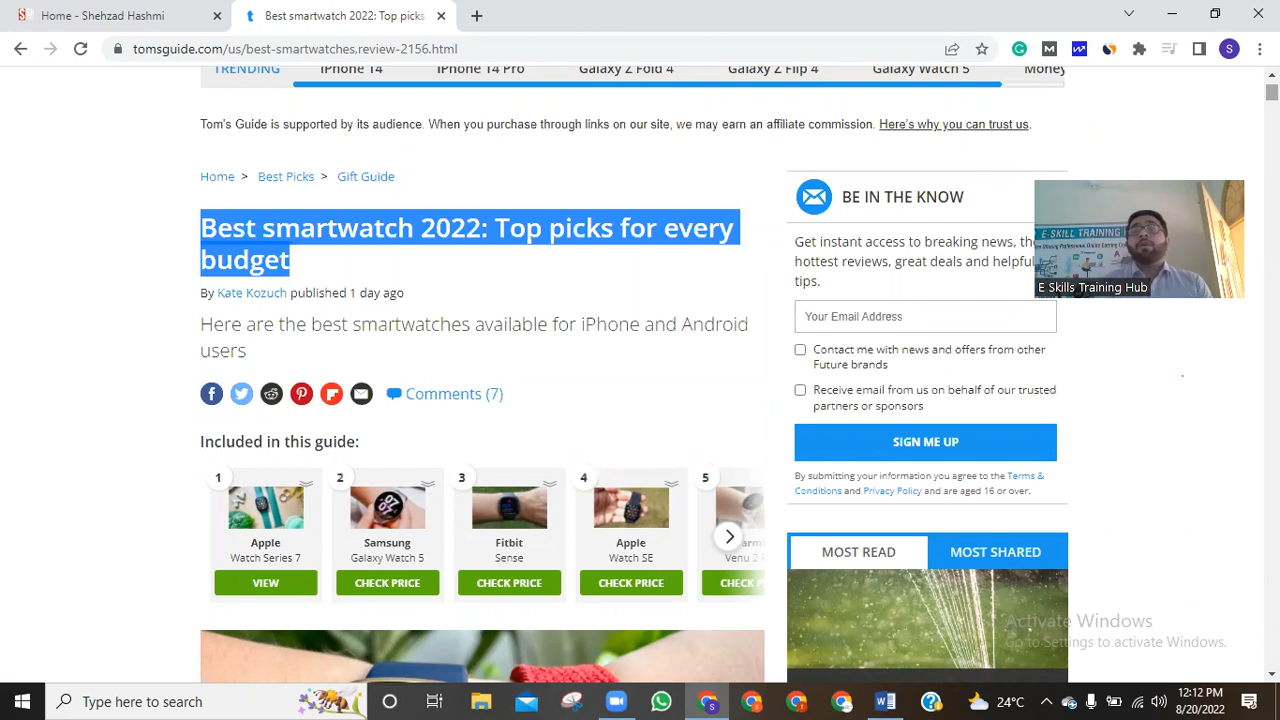 Home - Shehzad Hashmi
Best smartwatch 2022: Top picks
tomsguide.com/us/best-smartwatches,review-2156.html
TRENDING iPhone 14 iPhone 14 Pro Galaxy Z Fold 4 Galaxy Z Flip 4 Galaxy Watch 5 Money
Tom's Guide is supported by its audience. When you purchase through links on our site, we may earn an affiliate commission. Here's why you can trust us.
Home > Best Picks > Gift Guide
Best smartwatch 2022: Top picks for every
budget
By Kate Kozuch published 1 day ago
Here are the best smartwatches available for iPhone and Android
users
Comments (7)
Included in this guide:
1
Apple
Watch Series 7
VIEW
2
Samsung
Galaxy Watch 5
CHECK PRICE
3
Fitbit
Sense
CHECK PRICE
4
Apple
Watch SE
CHECK PRICE
5
Venu 2
CHECK
BE IN THE KNOW
Get instant access to breaking news, the
hottest reviews, great deals and helpful
tips.
Your Email Address
Contact me with news and offers from other
Future brands
Receive email from us on behalf of our trusted
partners or sponsors
SIGN ME UP
By submitting your information you agree to the Terms &
Conditions and Privacy Policy and are aged 16 or over.
MOST READ
MOST SHARED
E-SKILL TRAINING
E Skills Training Hub
Activate Windows
Go to Settings to activate Windows.
Type here to search
24°C
12:12 PM
8/20/2022